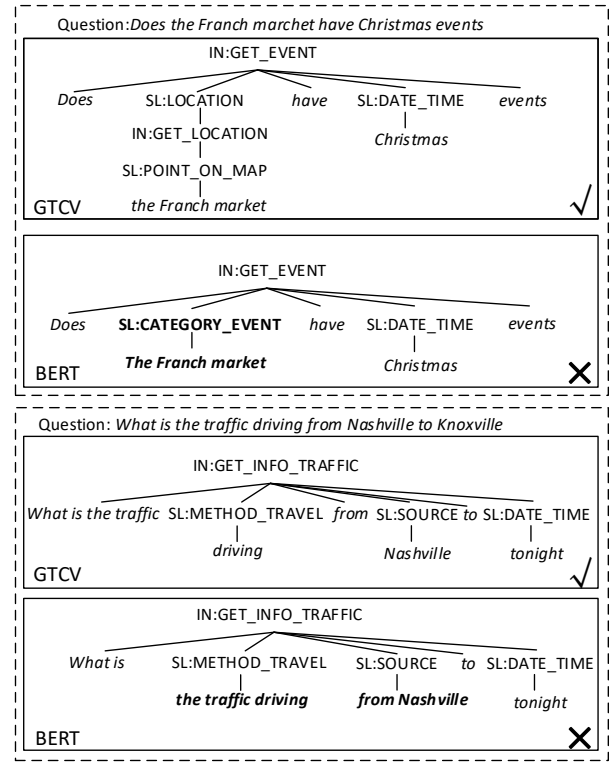 Question:Does the Franch marchet have Christmas events
IN:GET_EVENT
Does SL:LOCATION have SL:DATE_TIME events
IN:GET_LOCATION Christmas
SL:POINT_ON_MAP
the Franch market
GTCV
IN:GET_EVENT
Does SL:CATEGORY_EVENT have SL:DATE_TIME events
The Franch market Christmas
BERT
Question: What is the traffic driving from Nashville to Knoxville
IN:GET_INFO_TRAFFIC
What is the traffic SL:METHOD_TRAVEL from SL:SOURCE to SL:DATE_TIME
driving Nashville tonight
GTCV
IN:GET_INFO_TRAFFIC
What is SL:METHOD_TRAVEL SL:SOURCE to SL:DATE_TIME
the traffic driving from Nashville tonight
BERT